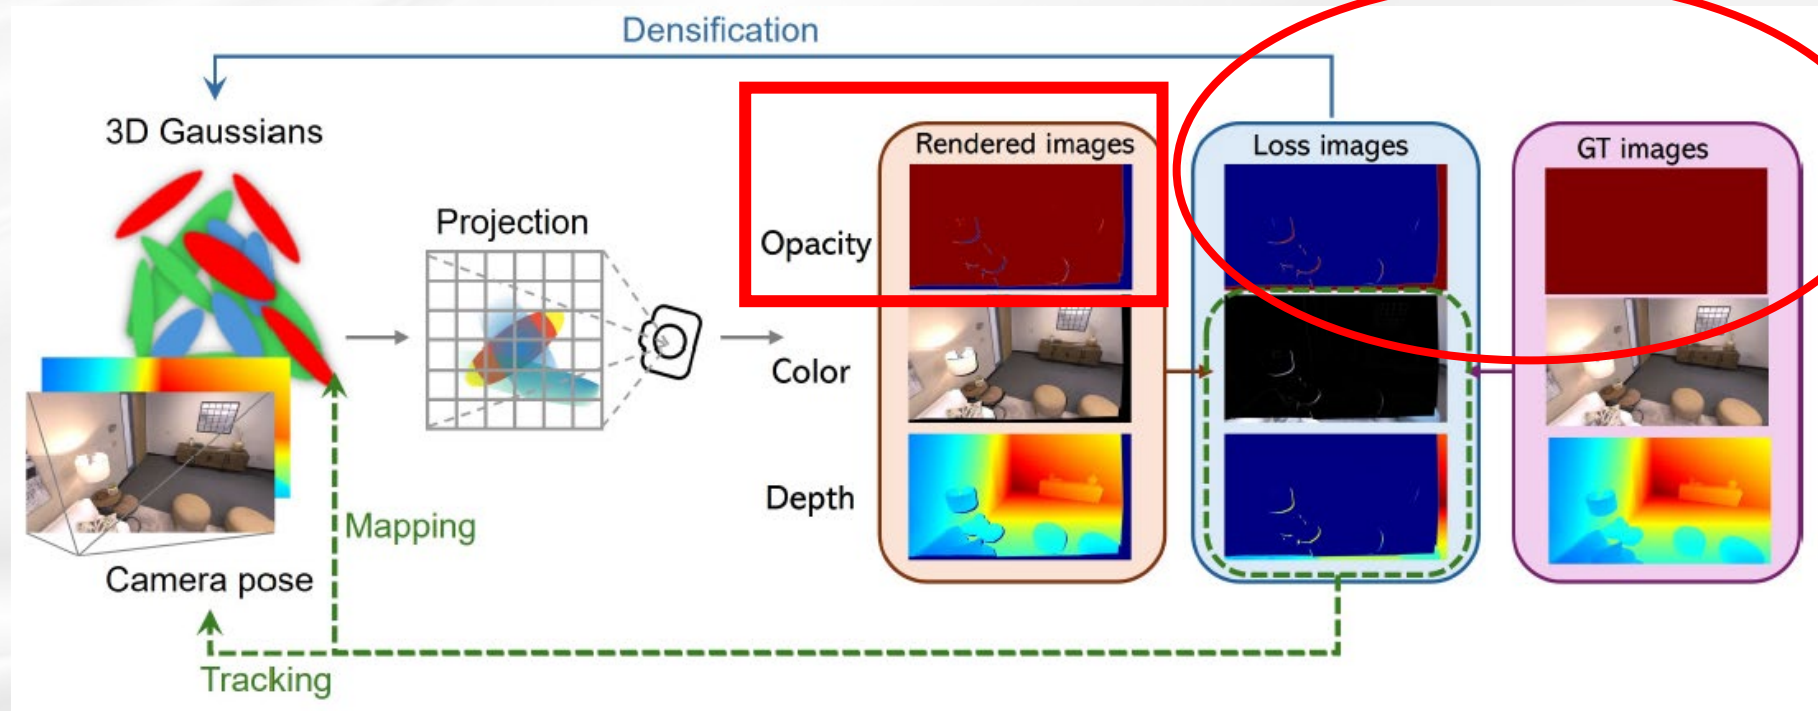 Densification
3D Gaussians
Projection
Rendered images
Loss images
GT images
Opacity
Color
Depth
Mapping
Camera pose
Tracking